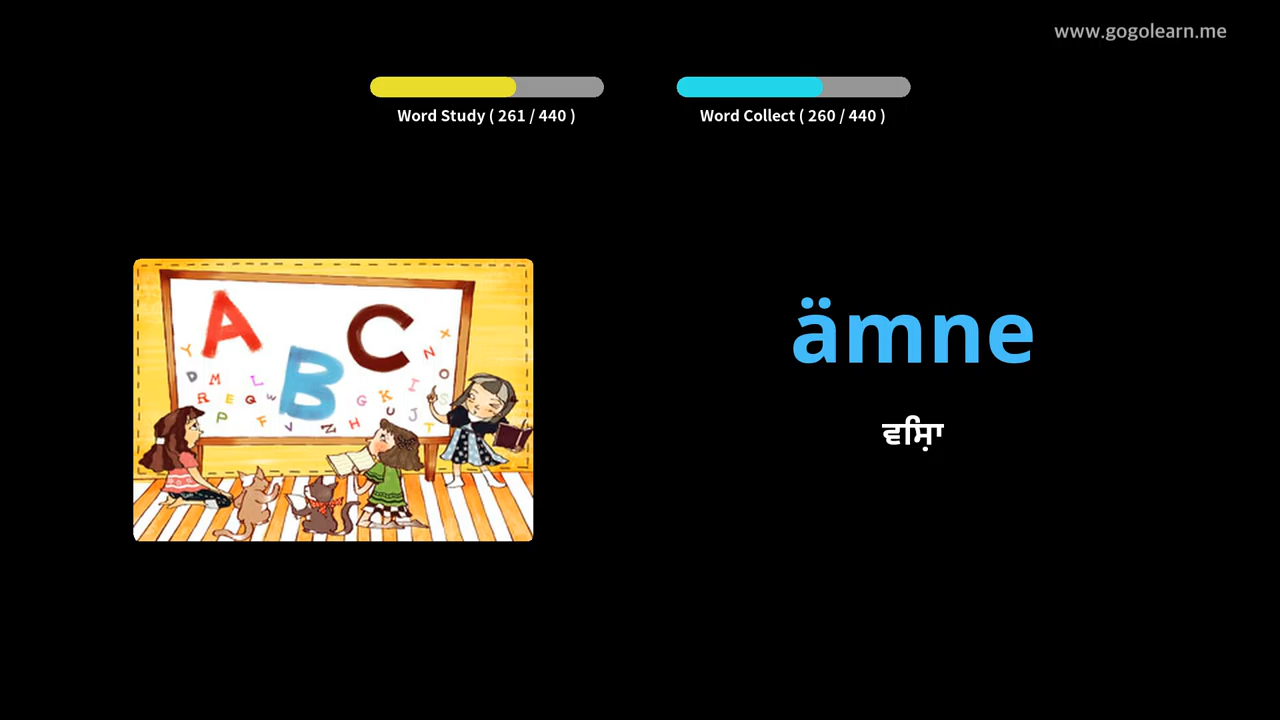 www.gogolearn.me
Word Study ( 261 / 440 )
Word Collect ( 260 / 440 )
A
C
B
X
Y
N
D
M
L
O
I
R
E
Q
W
G
K
S
P
F
V
Z
H
U
J
T
ämne
ਵਿਸ਼ਾ